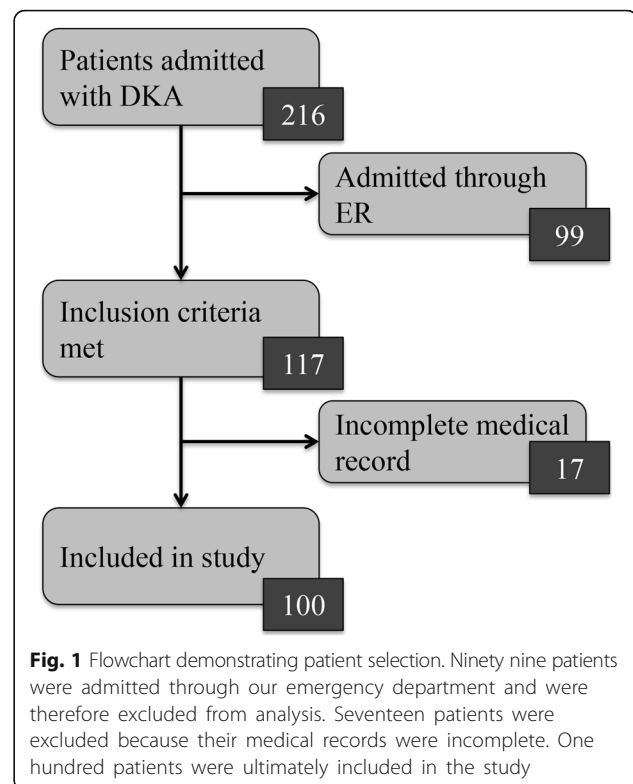 Patients admitted
with DKA
216
Admitted through
ER
99
Inclusion criteria
met
117
Incomplete medical
record
17
Included in study
100
Fig. 1 Flowchart demonstrating patient selection. Ninety nine patients
were admitted through our emergency department and were
therefore excluded from analysis. Seventeen patients were
excluded because their medical records were incomplete. One
hundred patients were ultimately included in the study